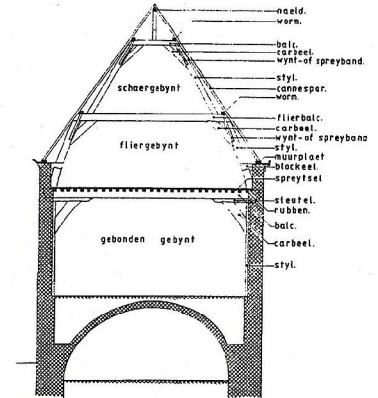 naeld.
worm.
balc.
carbeel.
wynt-of spreyband.
styl.
cannesper.
worm.
schaergebynt
flierbalc.
carbeel.
wynt-of spreyband
styl.
fliergebynt
muurplaet
blockeel.
spreytsel
sleutel.
rubben.
balc.
gebonden gebynt
carbeel.
styl.